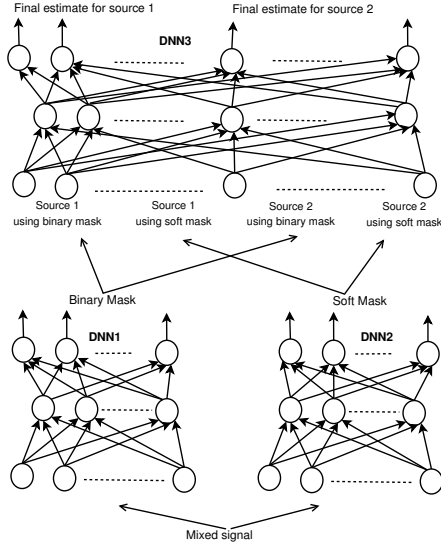 Final estimate for source 1
Final estimate for source 2
DNN3
Source 1
using binary mask
Source 1
using soft mask
Source 2
using binary mask
Source 2
using soft mask
Binary Mask
Soft Mask
DNN1
DNN2
Mixed signal